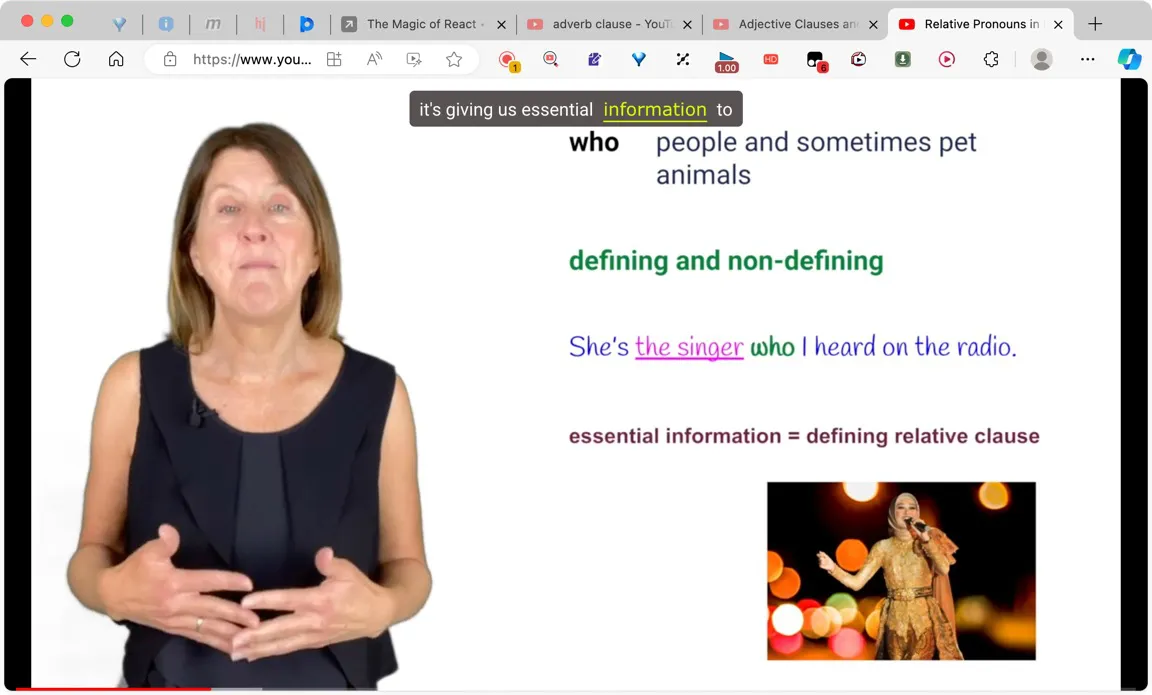 m
hj
The Magic of React
adverb clause - YouT
Adjective Clauses an
Relative Pronouns in
https://www.you...
A
1
1.00
HD
6
it's giving us essential information to
who people and sometimes pet
animals
defining and non-defining
She's the singer who I heard on the radio.
essential information = defining relative clause